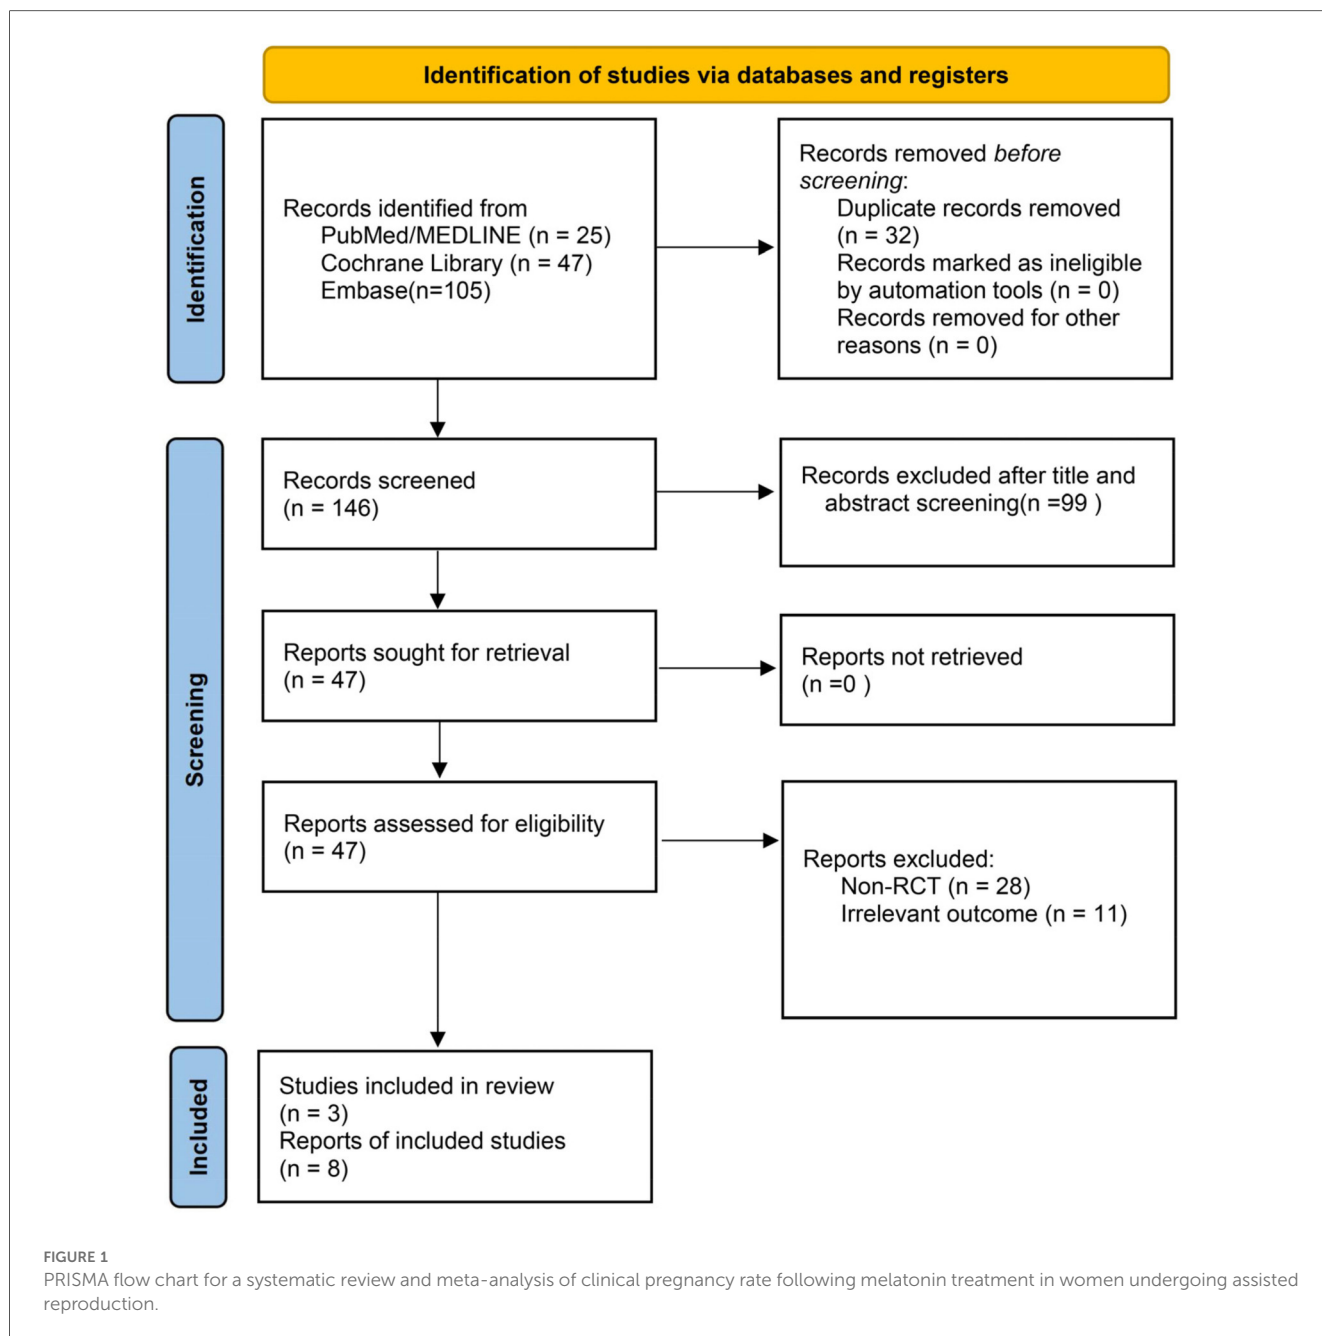 Identification of studies via databases and registers
Identification
Records identified from
PubMed/MEDLINE (n = 25)
Cochrane Library (n = 47)
Embase(n=105)
Records removed before
screening:
Duplicate records removed
(n = 32)
Records marked as ineligible
by automation tools (n = 0)
Records removed for other
reasons (n = 0)
Screening
Records screened
(n = 146)
Records excluded after title and
abstract screening(n =99 )
Reports sought for retrieval
(n = 47)
Reports not retrieved
(n =0 )
Reports assessed for eligibility
(n = 47)
Reports excluded:
Non-RCT (n = 28)
Irrelevant outcome (n = 11)
Included
Studies included in review
(n = 3)
Reports of included studies
(n = 8)
FIGURE 1
PRISMA flow chart for a systematic review and meta-analysis of clinical pregnancy rate following melatonin treatment in women undergoing assisted
reproduction.